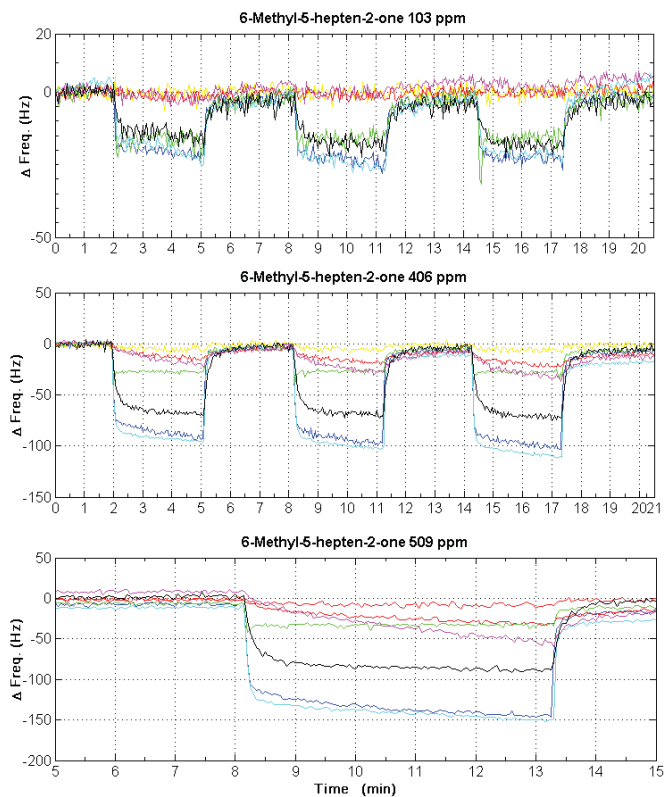 6-Methyl-5-hepten-2-one 103 ppm
20
0
-50
Δ Freq. (Hz)
0 1 2 3 4 5 6 7 8 9 10 11 12 13 14 15 16 17 18 19 20
6-Methyl-5-hepten-2-one 406 ppm
50
0
-50
-100
-150
Δ Freq. (Hz)
0 1 2 3 4 5 6 7 8 9 10 11 12 13 14 15 16 17 18 19 2021
6-Methyl-5-hepten-2-one 509 ppm
50
0
-50
-100
-150
-200
Δ Freq. (Hz)
5 6 7 8 9 10 11 12 13 14 15
Time (min)